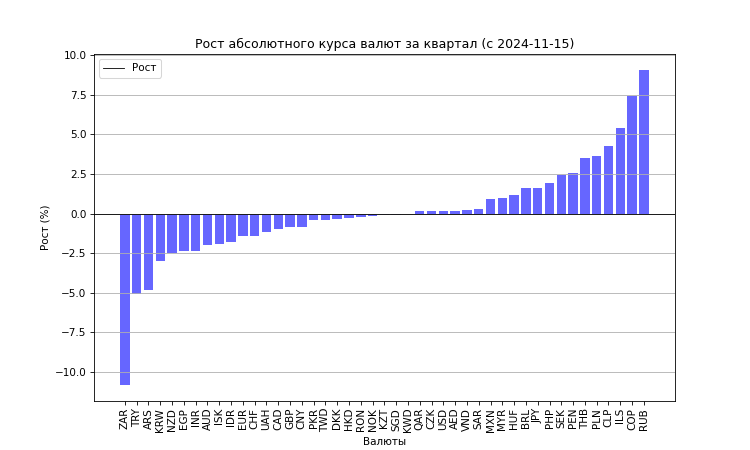 Рост абсолютного курса валют за квартал (с 2024-11-15)
Рост
10.0
7.5
5.0
2.5
0.0
−2.5
−5.0
−7.5
−10.0
Рост (%)
ZAR TRY ARS KRW NZD EGP INR AUD ISK IDR EUR CHF UAH CAD GBP CNY PKR TWD DKK HKD RON NOK KZT SGD KWD QAR CZK USD AED VND SAR MXN MYR HUF BRL JPY PHP SEK PEN THB PLN CLP ILS COP RUB
Валюты